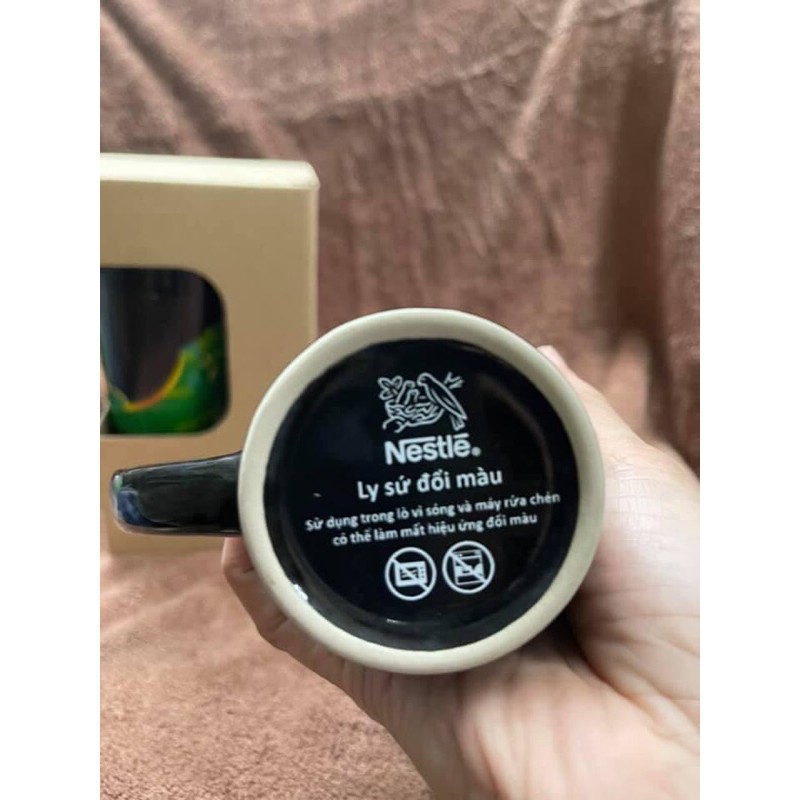 Nestlē®
Ly sứ đổi màu
Sử dụng trong lò vi sóng và máy rửa chén
có thể làm mất hiệu ứng đổi màu